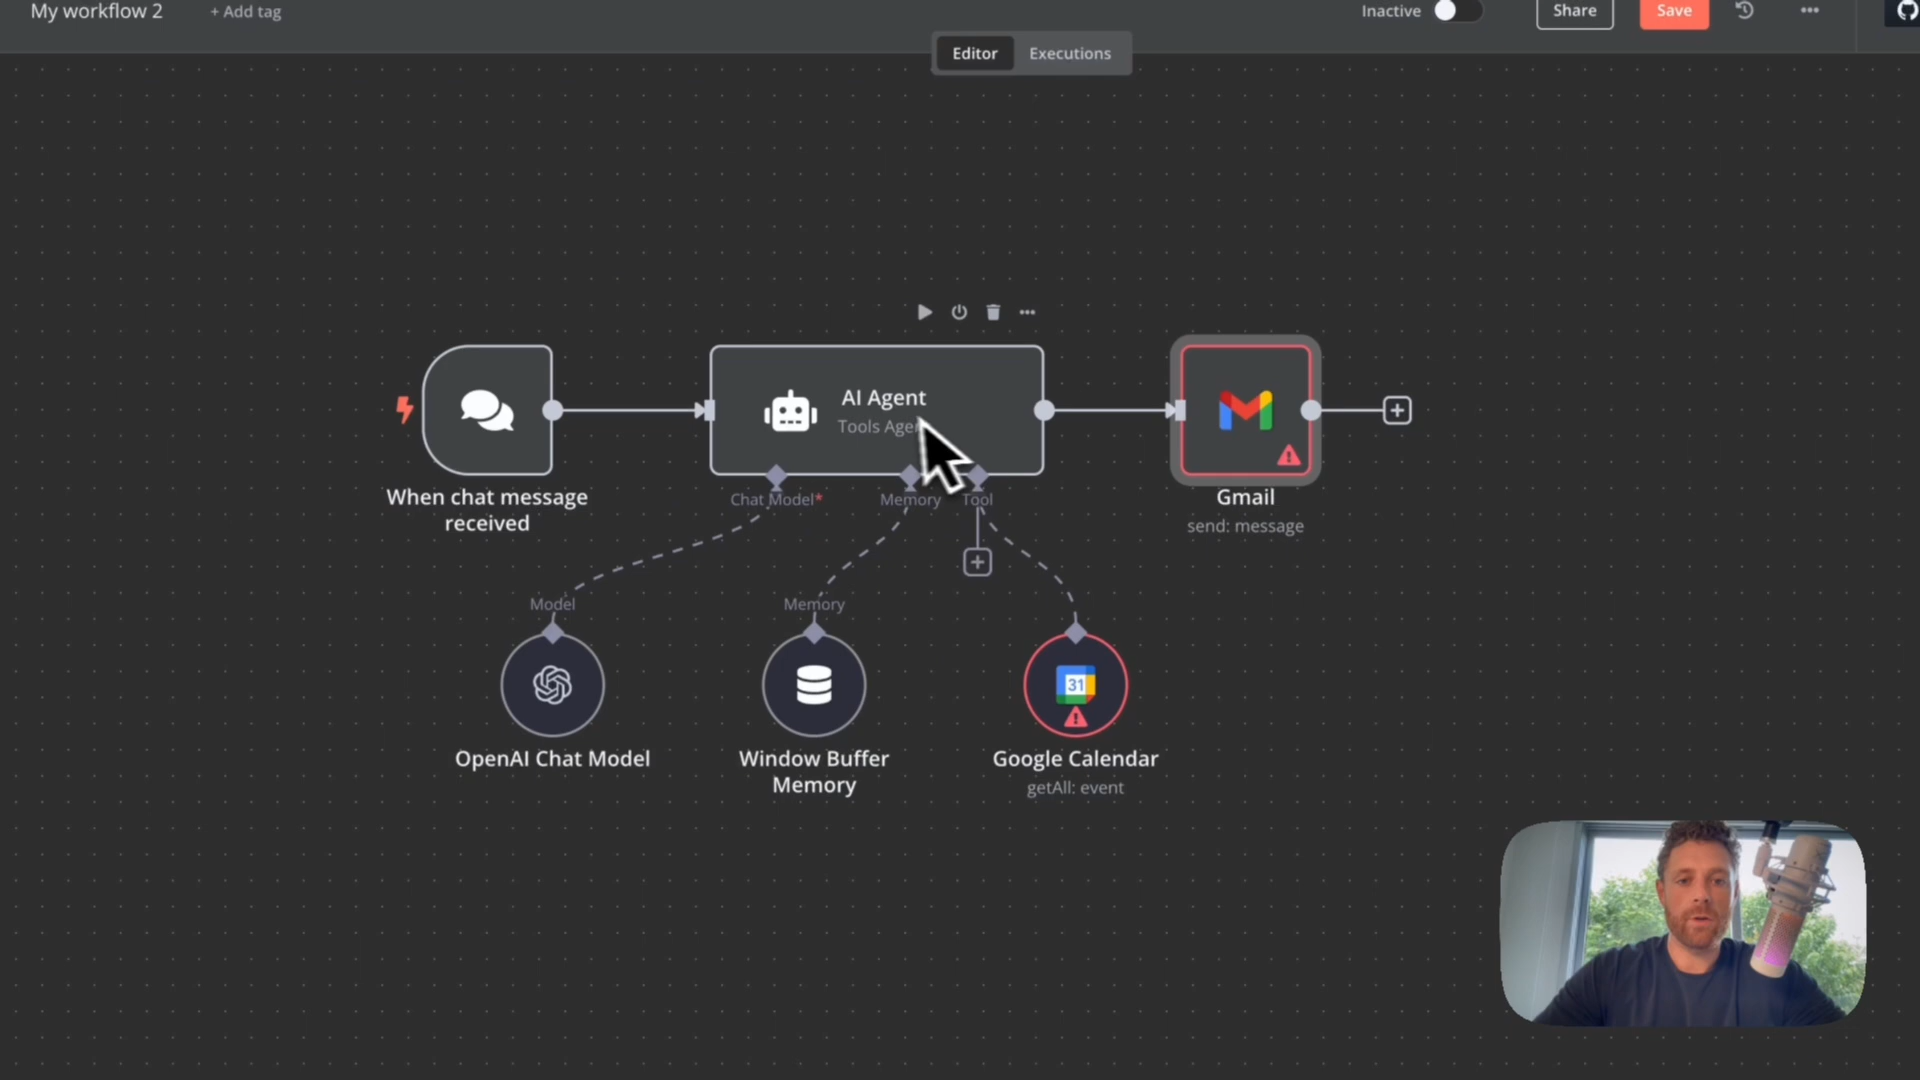 My workflow 2
+ Add tag
Inactive
Share
Save
Editor
Executions
AI Agent
Tools
Chat Model*
Memory
Tool
When chat message
received
Gmail
send: message
Model
Memory
31
OpenAI Chat Model
Window Buffer
Memory
Google Calendar
getAll: event